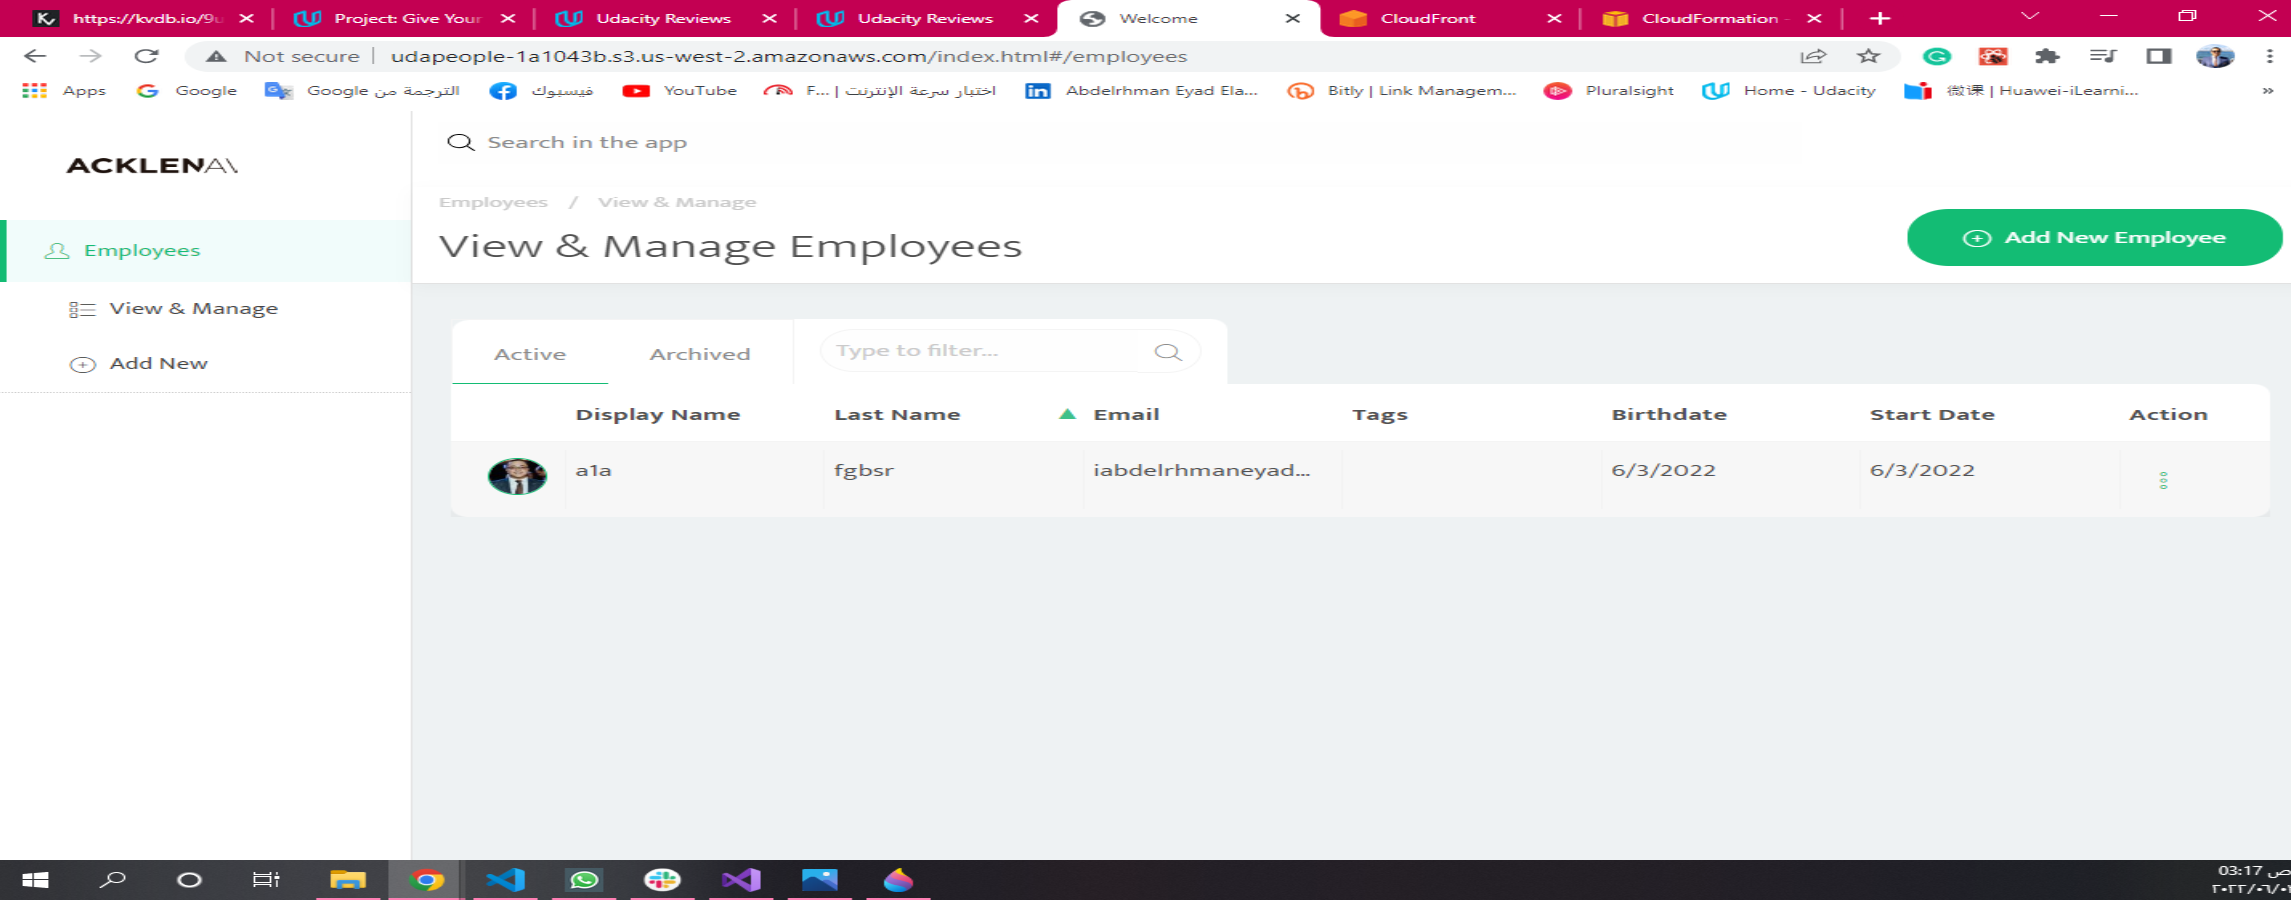 https://kvdb.io/9u
Project: Give Your
Udacity Reviews
Udacity Reviews
Welcome
CloudFront
CloudFormation -
Not secure | udapeople-1a1043b.s3.us-west-2.amazonaws.com/index.html#/employees
Apps
Google
الترجمة من Google
فيسبوك
YouTube
اختبار سرعة الإنترنت | F...
Abdelrhman Eyad Ela...
Bitly | Link Managem...
Pluralsight
Home - Udacity
微课 | Huawei-iLearni...
»
ACKLEN
Search in the app
Employees / View & Manage
View & Manage Employees
Add New Employee
Employees
View & Manage
Add New
Active Archived Type to filter...
Display Name Last Name Email Tags Birthdate Start Date Action
a1a fgbsr iabdelrhmaneyad... 6/3/2022 6/3/2022
03:17 ص